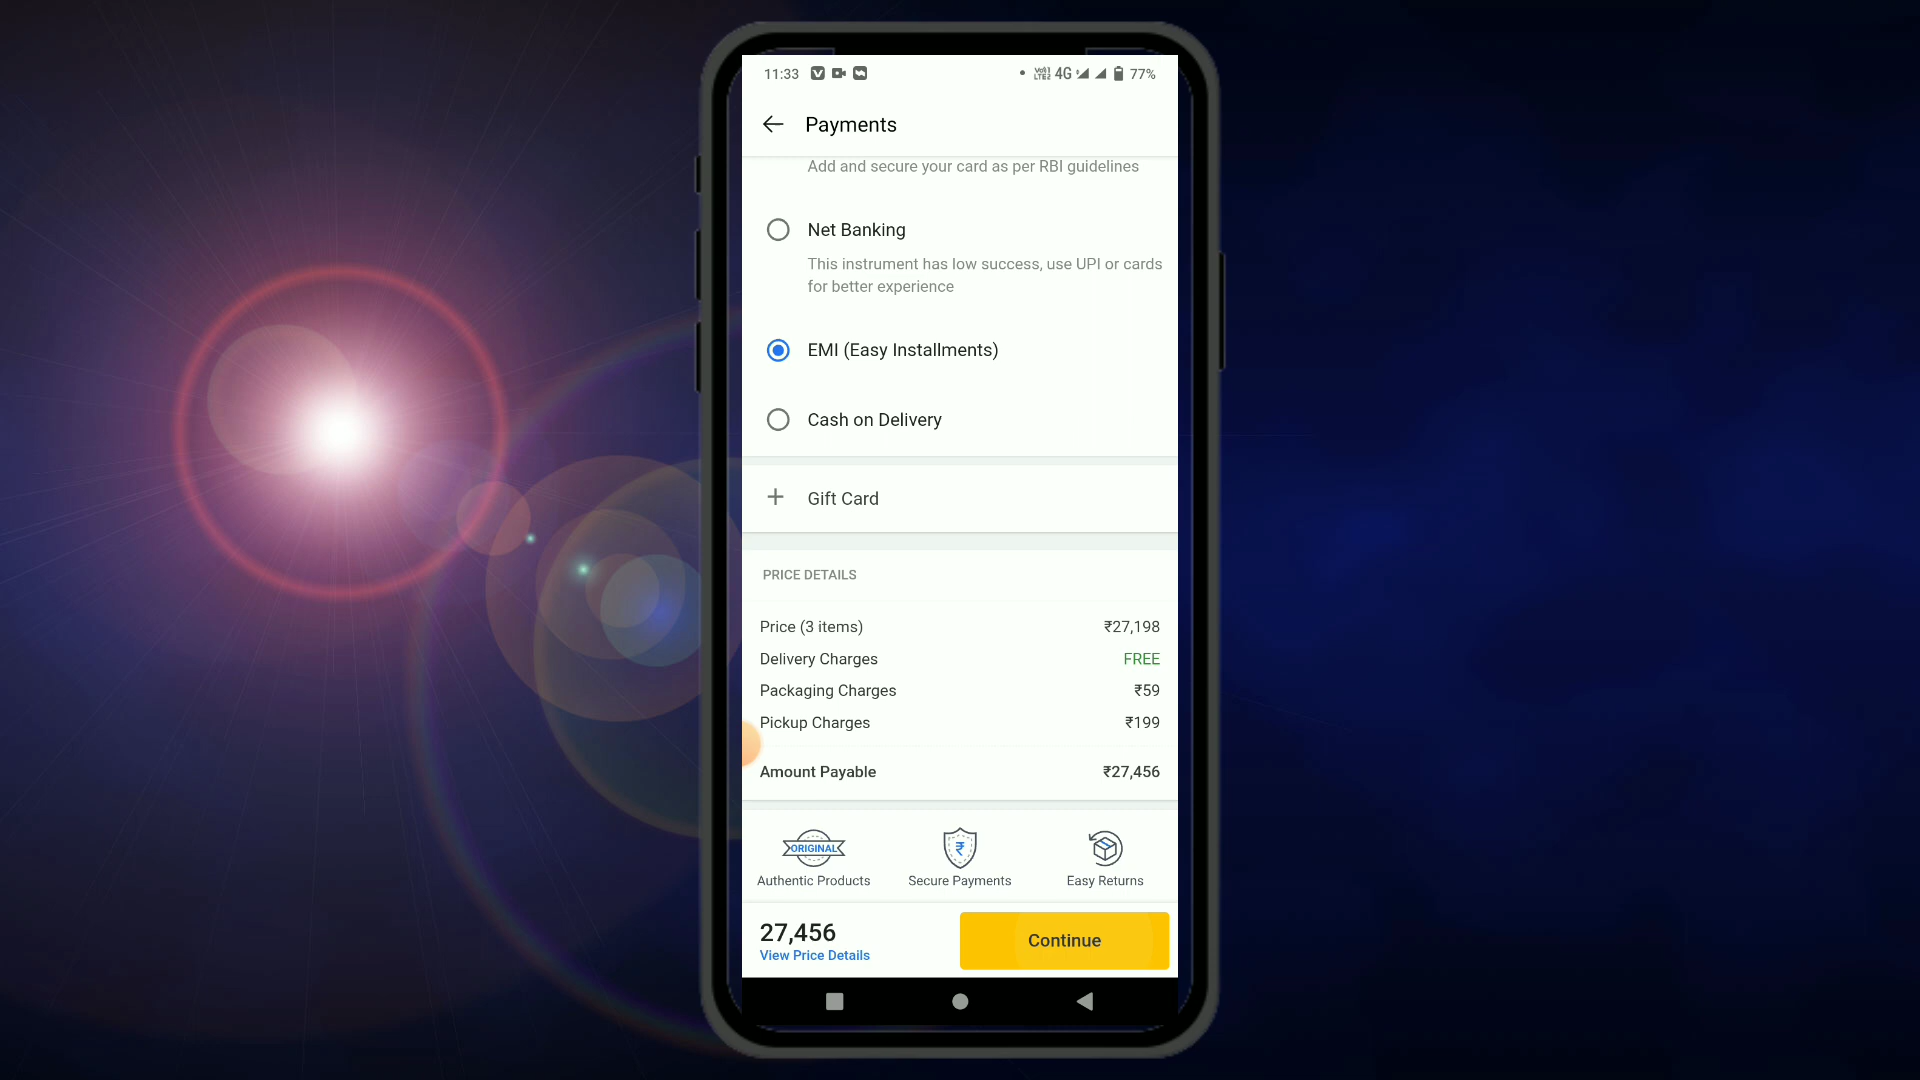 11:33 4G 77%
Payments
Add and secure your card as per RBI guidelines
Net Banking
This instrument has low success, use UPI or cards
for better experience
EMI (Easy Installments)
Cash on Delivery
Gift Card
PRICE DETAILS
Price (3 items) ₹27,198
Delivery Charges FREE
Packaging Charges ₹59
Pickup Charges ₹199
Amount Payable ₹27,456
ORIGINAL ₹
Authentic Products Secure Payments Easy Returns
27,456
View Price Details
Continue